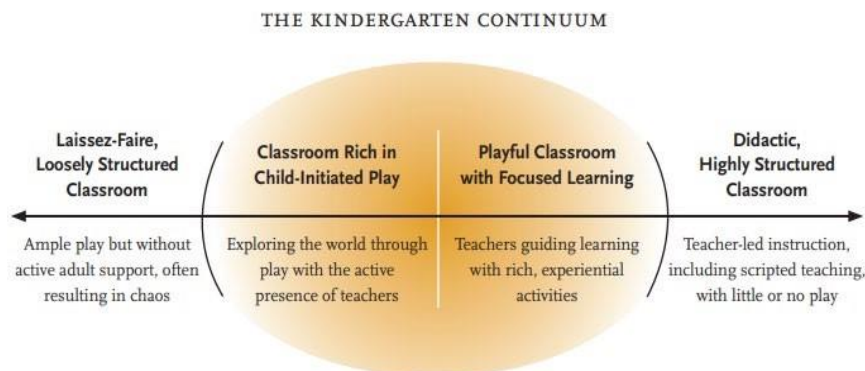 THE KINDERGARTEN CONTINUUM
Laissez-Faire,
Loosely Structured
Classroom
Ample play but without
active adult support, often
resulting in chaos
Classroom Rich in
Child-Initiated Play
Exploring the world through
play with the active
presence of teachers
Playful Classroom
with Focused Learning
Teachers guiding learning
with rich, experiential
activities
Didactic,
Highly Structured
Classroom
Teacher-led instruction,
including scripted teaching,
with little or no play